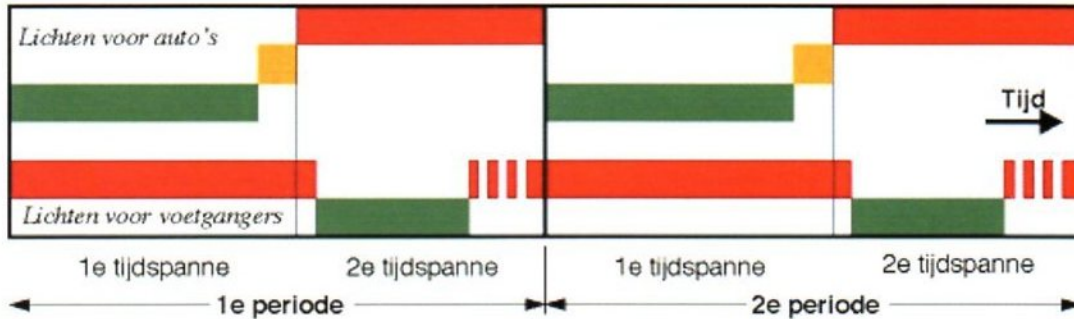 Lichten voor auto's
Tijd
Lichten voor voetgangers
1e tijdspanne
2e tijdspanne
1e tijdspanne
2e tijdspanne
1e periode
2e periode